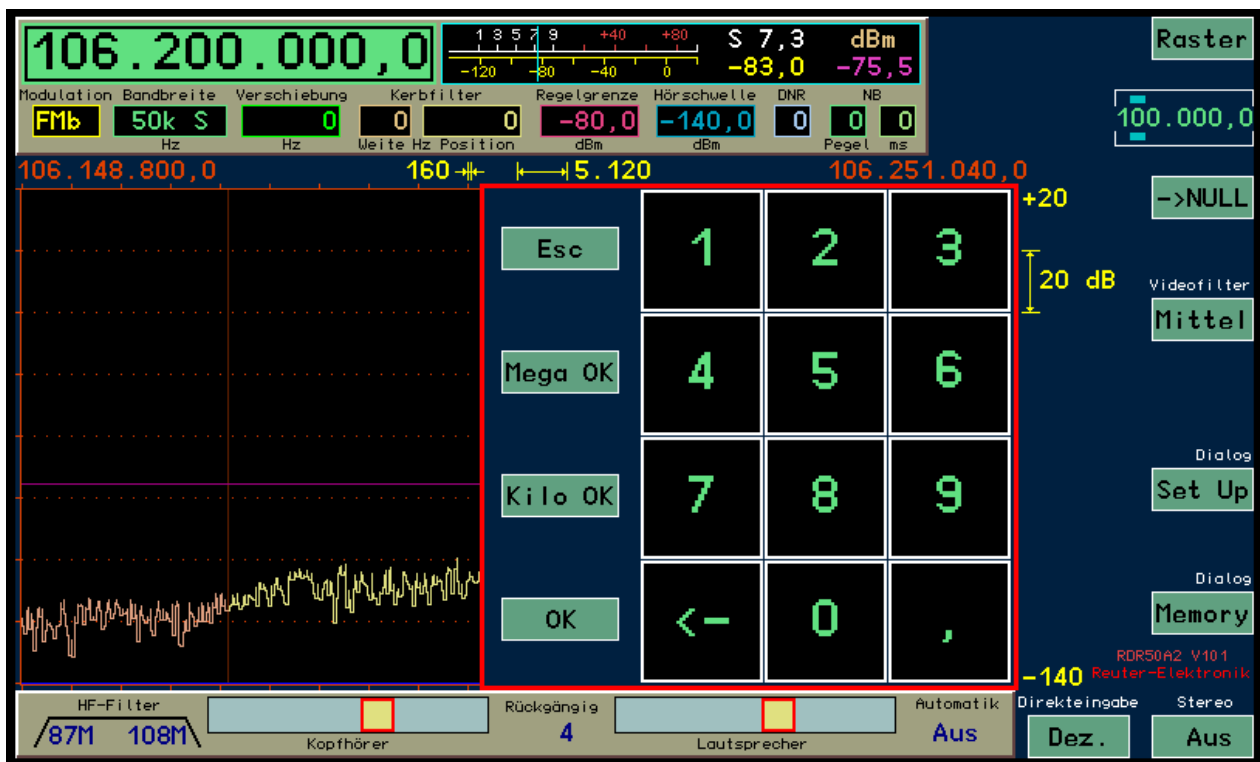 106.200.000,0
1 3 5 7 9 +40 +80
-120 -80 -40 0
S 7,3 dBm
-83,0 -75,5
Raster
Modulation Bandbreite Verschiebung Kerbfilter Regelgrenze Hörschwelle DNR NB
FMb 50k S 0 0 0 -80,0 -140,0 0 0 0
Hz Hz Weite Hz Position dBm dBm Pegel ms
100.000,0
106.148.800,0 160 5.120 106.251.040,0
+20
->NULL
Esc 1 2 3
20 dB
Videofilter
Mittel
Mega OK 4 5 6
Dialog
Set Up
Kilo OK 7 8 9
Dialog
Memory
OK <- 0 ,
RDR50A2 V101
Reuter-Elektronik
-140
HF-Filter
87M 108M
Kopfhörer
Rückgängig
4
Lautsprecher
Automatik
Aus
Direkteingabe
Dez.
Stereo
Aus